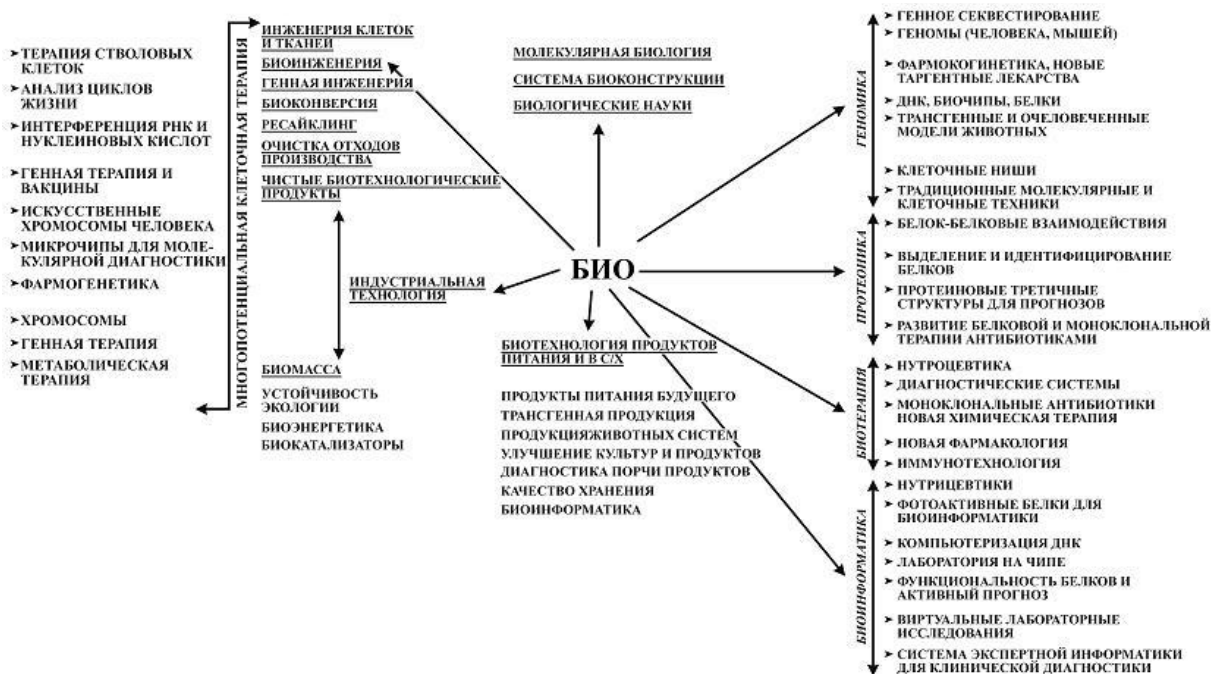 ТЕРАПИЯ СТВОЛОВЫХ
КЛЕТОК
АНАЛИЗ ЦИКЛОВ
ЖИЗНИ
ИНТЕРФЕРЕНЦИЯ РНК И
НУКЛЕИНОВЫХ КИСЛОТ
ГЕННАЯ ТЕРАПИЯ И
ВАКЦИНЫ
ИСКУССТВЕННЫЕ
ХРОМОСОМЫ ЧЕЛОВЕКА
МИКРОЧИПЫ ДЛЯ МОЛЕ-
КУЛЯРНОЙ ДИАГНОСТИКИ
ФАРМОГЕНЕТИКА
ХРОМОСОМЫ
ГЕННАЯ ТЕРАПИЯ
МЕТАБОЛИЧЕСКАЯ
ТЕРАПИЯ
МНОГОПОТЕНЦИАЛЬНАЯ КЛЕТОЧНАЯ ТЕРАПИЯ
ИНЖЕНЕРИЯ КЛЕТОК
И ТКАНЕЙ
БИОИНЖЕНЕРИЯ
ГЕННАЯ ИНЖЕНЕРИЯ
БИОКОНВЕРСИЯ
РЕСАЙКЛИНГ
ОЧИСТКА ОТХОДОВ
ПРОИЗВОДСТВА
ЧИСТЫЕ БИОТЕХНОЛОГИЧЕСКИЕ
ПРОДУКТЫ
ИНДУСТРИАЛЬНАЯ
ТЕХНОЛОГИЯ
БИОМАССА
УСТОЙЧИВОСТЬ
ЭКОЛОГИИ
БИОЭНЕРГЕТИКА
БИОКАТАЛИЗАТОРЫ
МОЛЕКУЛЯРНАЯ БИОЛОГИЯ
СИСТЕМА БИОКОНСТРУКЦИИ
БИОЛОГИЧЕСКИЕ НАУКИ
БИО
БИОТЕХНОЛОГИЯ ПРОДУКТОВ
ПИТАНИЯ И В С/Х
ПРОДУКТЫ ПИТАНИЯ БУДУЩЕГО
ТРАНСГЕННАЯ ПРОДУКЦИЯ
ПРОДУКЦИЯЖИВОТНЫХ СИСТЕМ
УЛУЧШЕНИЕ КУЛЬТУР И ПРОДУКТОВ
ДИАГНОСТИКА ПОРЧИ ПРОДУКТОВ
КАЧЕСТВО ХРАНЕНИЯ
БИОИНФОРМАТИКА
ГЕНОМИКА
ГЕННОЕ СЕКВЕСТИРОВАНИЕ
ГЕНОМЫ (ЧЕЛОВЕКА, МЫШЕЙ)
ФАРМОКОГИНЕТИКА, НОВЫЕ
ТАРГЕНТНЫЕ ЛЕКАРСТВА
ДНК, БИОЧИПЫ, БЕЛКИ
ТРАНСГЕННЫЕ И ОЧЕЛОВЕЧЕННЫЕ
МОДЕЛИ ЖИВОТНЫХ
КЛЕТОЧНЫЕ НИШИ
ТРАДИЦИОННЫЕ МОЛЕКУЛЯРНЫЕ И
КЛЕТОЧНЫЕ ТЕХНИКИ
ПРОТЕОНИКА
БЕЛОК-БЕЛКОВЫЕ ВЗАИМОДЕЙСТВИЯ
ВЫДЕЛЕНИЕ И ИДЕНТИФИЦИРОВАНИЕ
БЕЛКОВ
ПРОТЕИНОВЫЕ ТРЕТИЧНЫЕ
СТРУКТУРЫ ДЛЯ ПРОГНОЗОВ
РАЗВИТИЕ БЕЛКОВОЙ И МОНОКЛОНАЛЬНОЙ
ТЕРАПИИ АНТИБИОТИКАМИ
БИОТЕРАПИЯ
НУТРОЦЕВТИКА
ДИАГНОСТИЧЕСКИЕ СИСТЕМЫ
МОНОКЛОНАЛЬНЫЕ АНТИБИОТИКИ
НОВАЯ ХИМИЧЕСКАЯ ТЕРАПИЯ
НОВАЯ ФАРМАКОЛОГИЯ
ИММУНОТЕХНОЛОГИЯ
БИОИНФОРМАТИКА
НУТРИЦЕВТИКИ
ФОТОАКТИВНЫЕ БЕЛКИ ДЛЯ
БИОИНФОРМАТИКИ
КОМПЬЮТЕРИЗАЦИЯ ДНК
ЛАБОРАТОРИЯ НА ЧИПЕ
ФУНКЦИОНАЛЬНОСТЬ БЕЛКОВ И
АКТИВНЫЙ ПРОГНОЗ
ВИРТУАЛЬНЫЕ ЛАБОРАТОРНЫЕ
ИССЛЕДОВАНИЯ
СИСТЕМА ЭКСПЕРТНОЙ ИНФОРМАТИКИ
ДЛЯ КЛИНИЧЕСКОЙ ДИАГНОСТИКИ